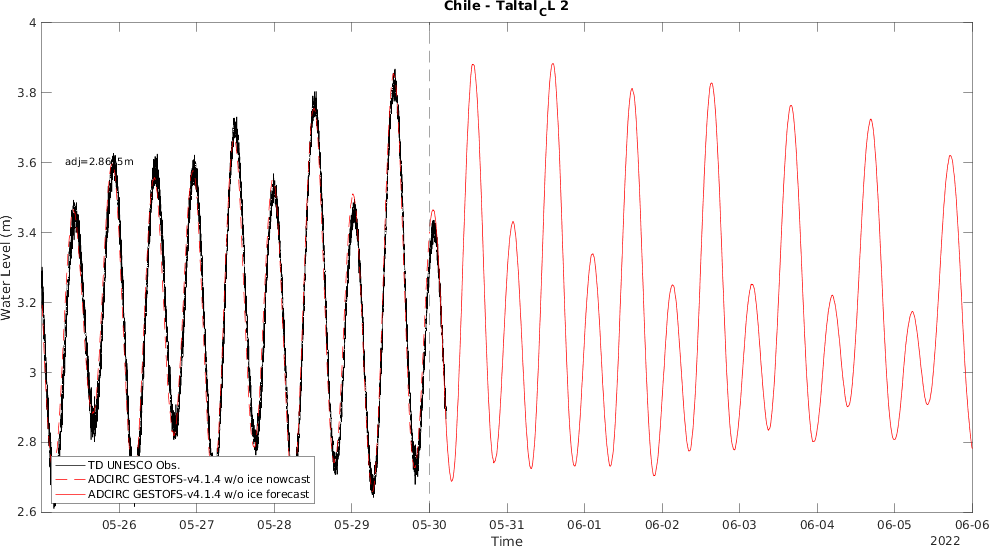 Chile - Taltal_CL 2
Water Level (m)
4
3.8
3.6
3.4
3.2
3
2.8
2.6
TD UNESCO Obs.
ADCIRC GESTOFS-v4.1.4 w/o ice nowcast
ADCIRC GESTOFS-v4.1.4 w/o ice forecast
05-26 05-27 05-28 05-29 05-30 05-31 06-01 06-02 06-03 06-04 06-05 06-06
Time
2022